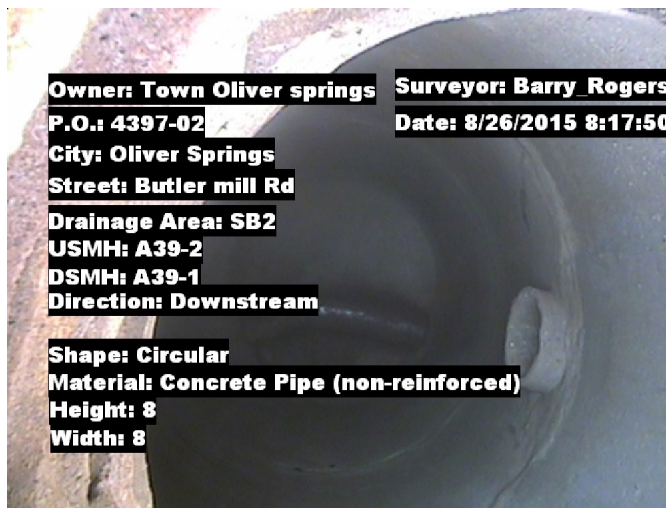 Owner: Town Oliver springs
Surveyor: Barry_Rogers
P.O.: 4397-02
Date: 8/26/2015 8:17:50
City: Oliver Springs
Street: Butler mill Rd
Drainage Area: SB2
USMH: A39-2
DSMH: A39-1
Direction: Downstream
Shape: Circular
Material: Concrete Pipe (non-reinforced)
Height: 8
Width: 8